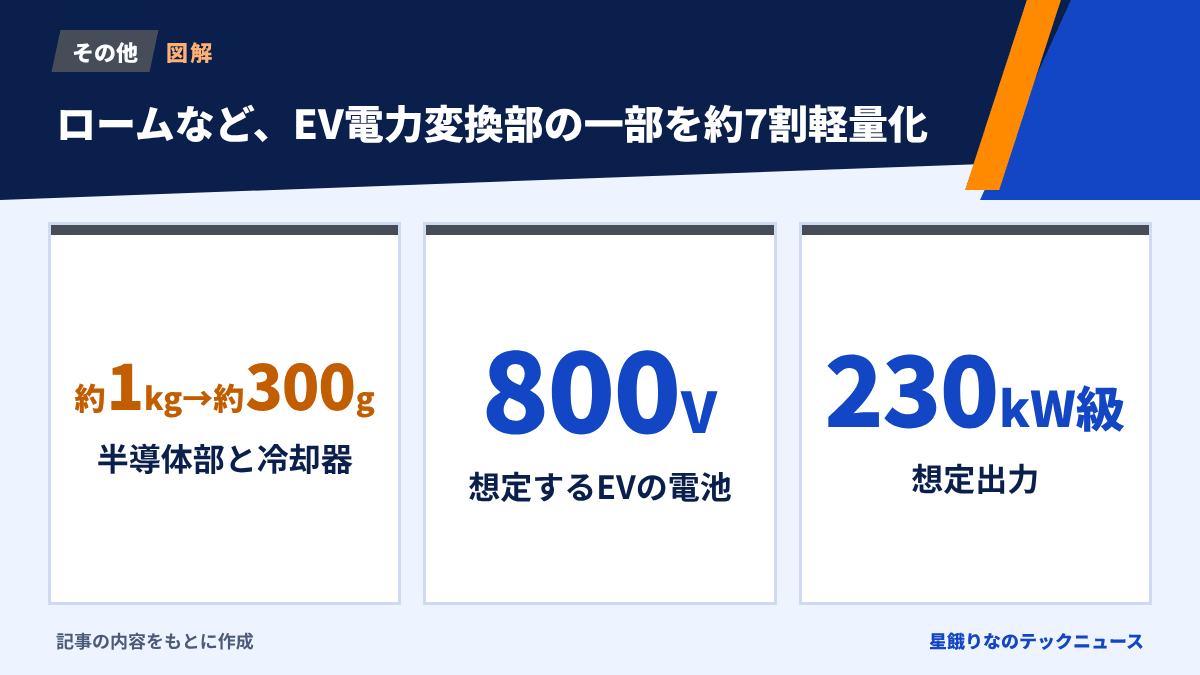 その他 図解
ロームなど、EV電力変換部の一部を約7割軽量化
約1kg→約300g
半導体部と冷却器
800V
想定するEVの電池
230kW級
想定出力
記事の内容をもとに作成
星餓りなのテックニュース